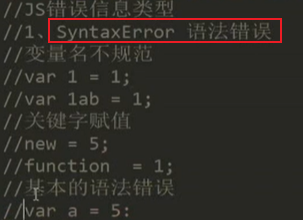 //JS错误信息类型
//1、SyntaxError 语法错误
//变量名不规范
//var 1 = 1;
//var 1ab = 1;
//关键字赋值
//new = 5;
//function  = 1;
//基本的语法错误
//var a = 5: